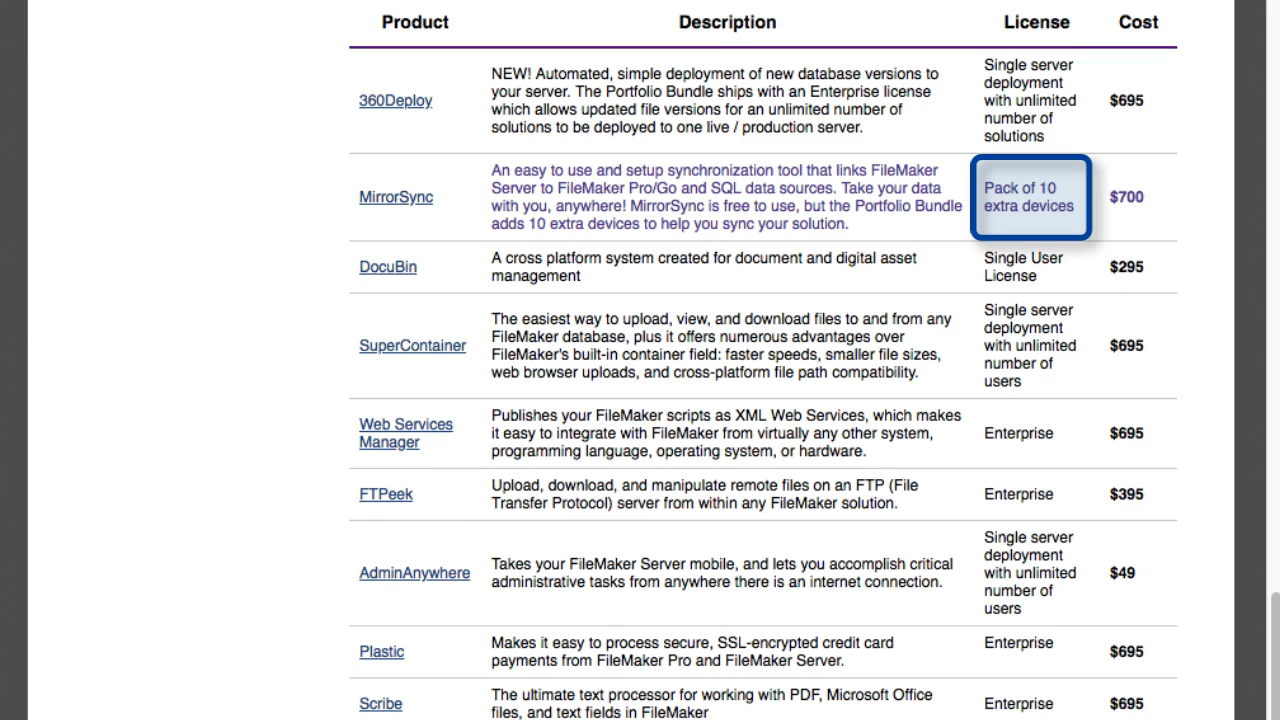 Product Description License Cost
360Deploy
NEW! Automated, simple deployment of new database versions to
your server. The Portfolio Bundle ships with an Enterprise license
which allows updated file versions for an unlimited number of
solutions to be deployed to one live / production server.
Single server
deployment
with unlimited
number of
solutions
$695
MirrorSync
An easy to use and setup synchronization tool that links FileMaker
Server to FileMaker Pro/Go and SQL data sources. Take your data
with you, anywhere! MirrorSync is free to use, but the Portfolio Bundle
adds 10 extra devices to help you sync your solution.
Pack of 10
extra devices
$700
DocuBin
A cross platform system created for document and digital asset
management
Single User
License
$295
SuperContainer
The easiest way to upload, view, and download files to and from any
FileMaker database, plus it offers numerous advantages over
FileMaker's built-in container field: faster speeds, smaller file sizes,
web browser uploads, and cross-platform file path compatibility.
Single server
deployment
with unlimited
number of
users
$695
Web Services
Manager
Publishes your FileMaker scripts as XML Web Services, which makes
it easy to integrate with FileMaker from virtually any other system,
programming language, operating system, or hardware.
Enterprise
$695
FTPeek
Upload, download, and manipulate remote files on an FTP (File
Transfer Protocol) server from within any FileMaker solution.
Enterprise
$395
AdminAnywhere
Takes your FileMaker Server mobile, and lets you accomplish critical
administrative tasks from anywhere there is an internet connection.
Single server
deployment
with unlimited
number of
users
$49
Plastic
Makes it easy to process secure, SSL-encrypted credit card
payments from FileMaker Pro and FileMaker Server.
Enterprise
$695
Scribe
The ultimate text processor for working with PDF, Microsoft Office
files, and text fields in FileMaker
Enterprise
$695